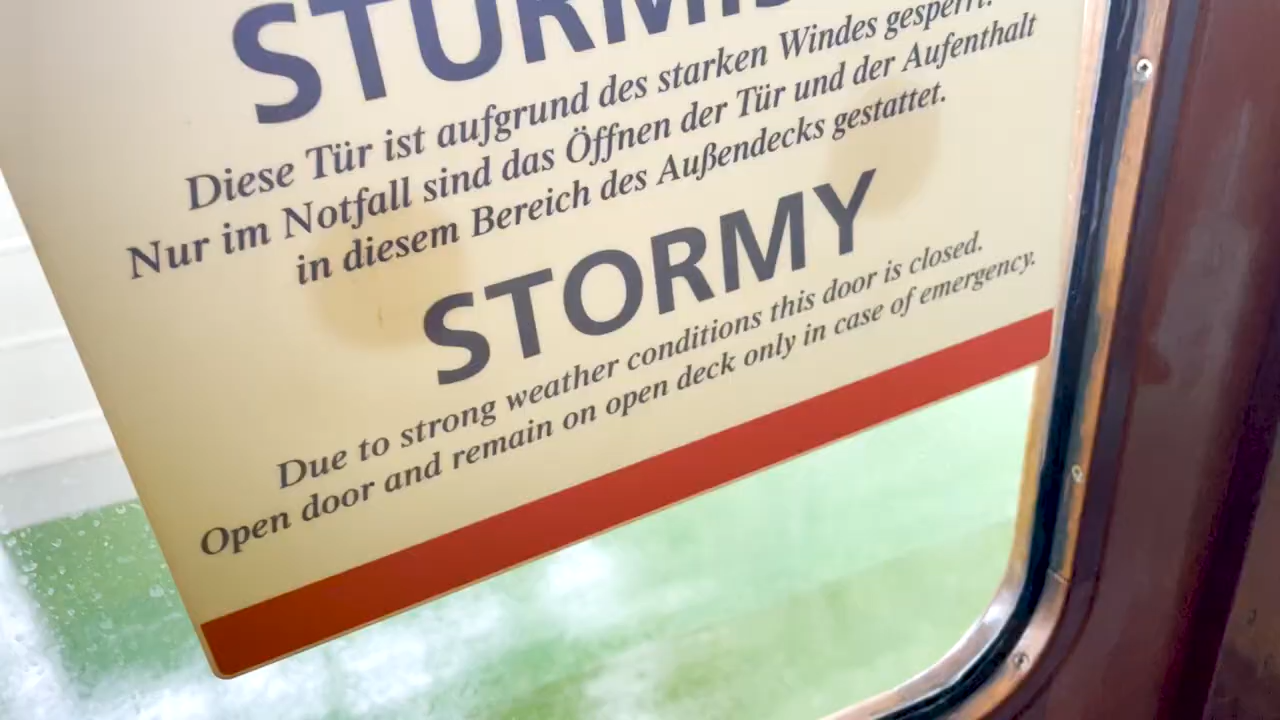 Diese Tür ist aufgrund des starken Windes gesperrt.
Nur im Notfall sind das Öffnen der Tür und der Aufenthalt
in diesem Bereich des Außendecks gestattet.
STORMY
Due to strong weather conditions this door is closed.
Open door and remain on open deck only in case of emergency.